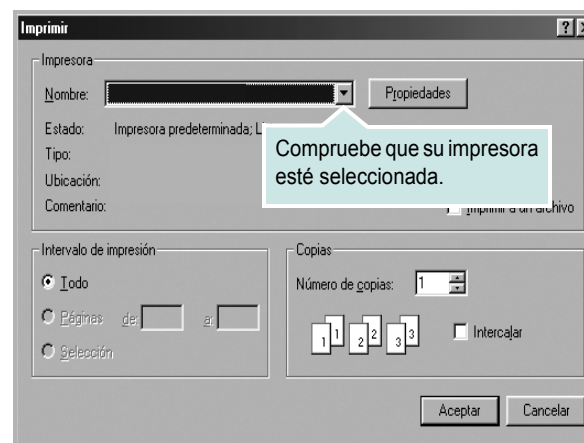 Imprimir
Impresora
Nombre:
Propiedades
Estado: Impresora predeterminada;
Tipo:
Compruebe que su impresora
esté seleccionada.
Ubicación:
Comentario:
Imprimir a un archivo
Intervalo de impresión
Todo
Páginas de: a:
Selección
Copias
Número de copias: 1
1 1 2 2 3 3
Intercalar
Aceptar
Cancelar